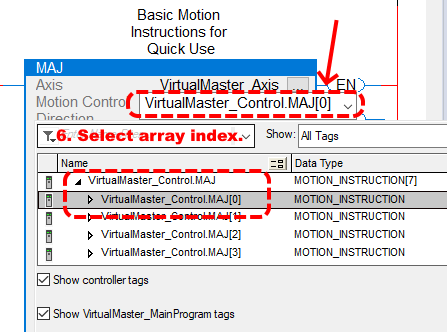 Basic Motion
Instructions for
Quick Use
MAJ
Axis VirtualMaster_Axis ... EN
Motion Control VirtualMaster_Control.MAJ[0]
Direction
6. Select array index.
Show: All Tags
Name Data Type
VirtualMaster_Control.MAJ MOTION_INSTRUCTION[7]
VirtualMaster_Control.MAJ[0] MOTION_INSTRUCTION
VirtualMaster_Control.MAJ[1] MOTION_INSTRUCTION
VirtualMaster_Control.MAJ[2] MOTION_INSTRUCTION
VirtualMaster_Control.MAJ[3] MOTION_INSTRUCTION
Show controller tags
Show VirtualMaster_MainProgram tags